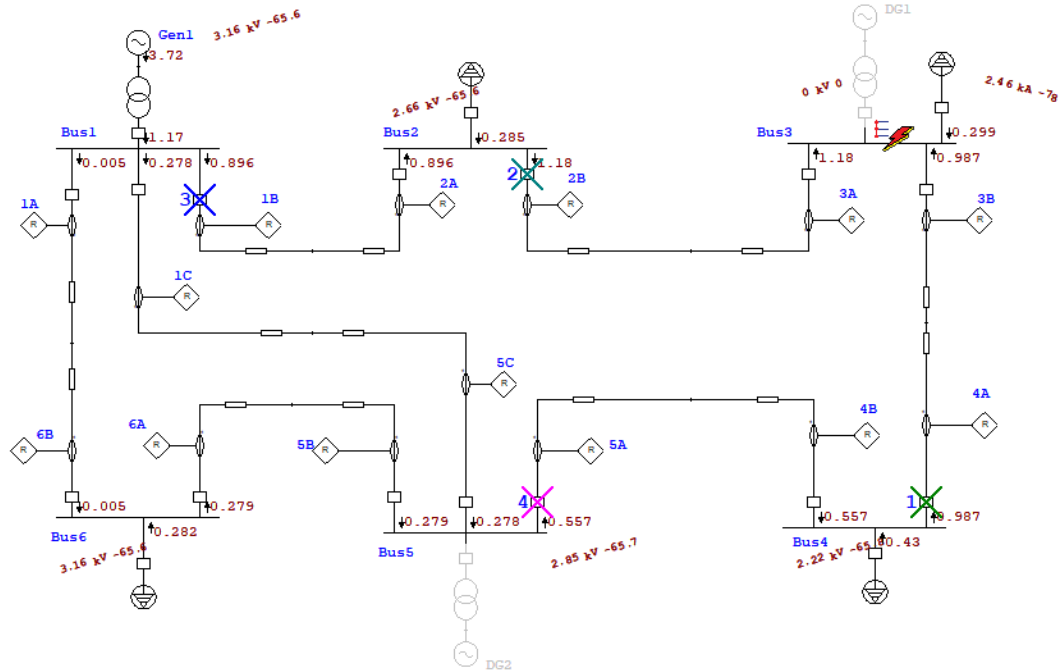 DG1
Gen1
3.16 kV -65.6
3.72
2.66 kV -65.6
0 kV 0
2.46 kA -78
Bus1
1.17
Bus2
0.285
Bus3
0.299
0.005
0.278
0.896
0.896
1.18
1.18
0.987
1A
3
1B
2A
2
2B
3A
3B
R
R
R
R
R
R
1C
R
5C
R
6B
6A
5B
5A
4B
4A
R
R
R
R
R
R
4
1
0.005
0.279
0.279
0.278
0.557
0.557
0.987
Bus6
0.282
3.16 kV -65.6
Bus5
2.85 kV -65.7
Bus4
2.22 kV
0.43
DG2